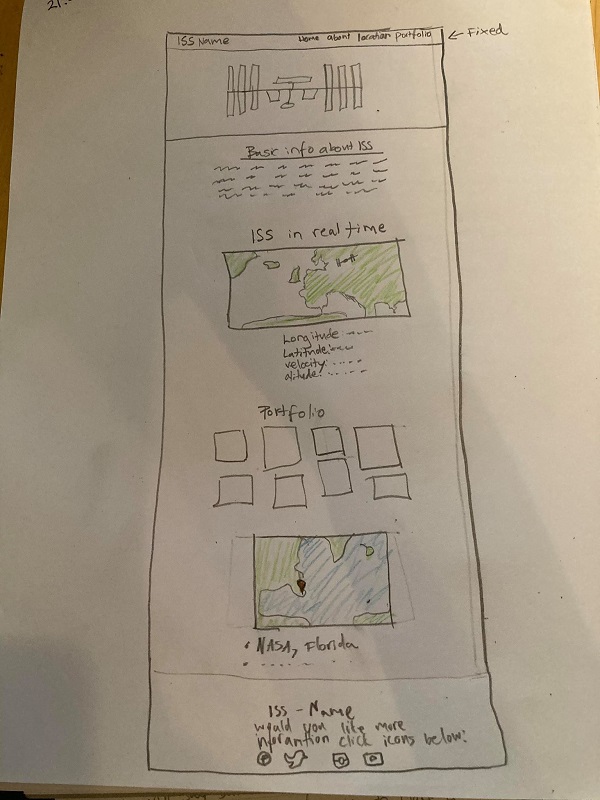 21.
ISS Name
Home about location portfolio
← Fixed
Basic info about ISS
ISS in real time
Longitude:
Latitude:
velocity:
altitude:
Portfolio
• NASA, Florida
•
ISS - Name
would you like more
information click icons below: